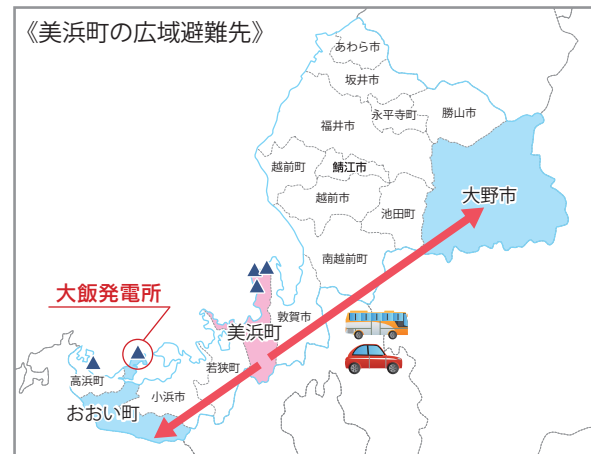 《美浜町の広域避難先》
あわら市
坂井市
永平寺町
勝山市
福井市
越前町
鯖江市
大野市
越前市
池田町
南越前町
大飯発電所
敦賀市
美浜町
若狭町
高浜町
小浜市
おおい町